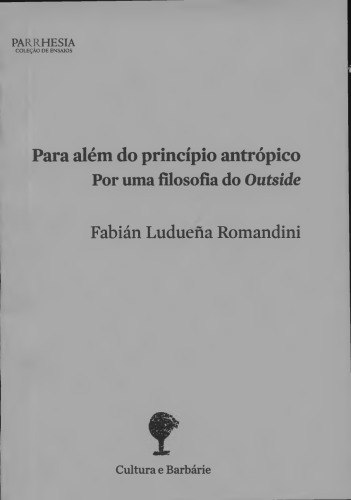 PARRHESIA
COLEÇÃO DE ENSAIOS
Para além do princípio antrópico
Por uma filosofia do Outside
Fabián Ludueña Romandini
Cultura e Barbárie